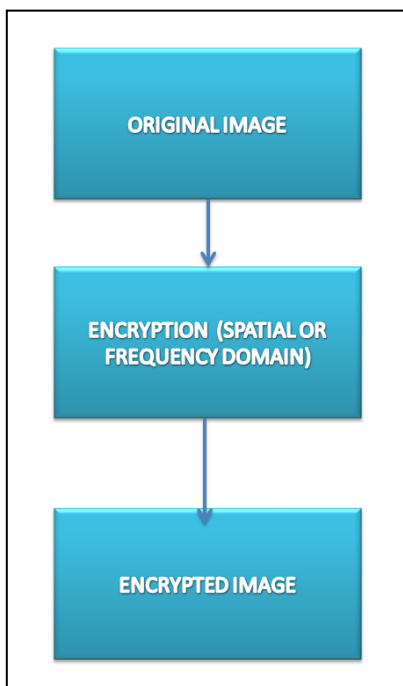 ORIGINAL IMAGE
ENCRYPTION (SPATIAL OR
FREQUENCY DOMAIN)
ENCRYPTED IMAGE